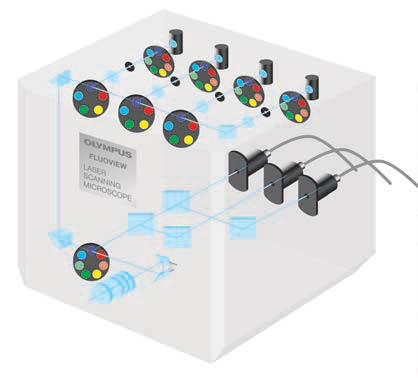 OLYMPUS
FLUOVIEW
LASER
SCANNING
MICROSCOPE